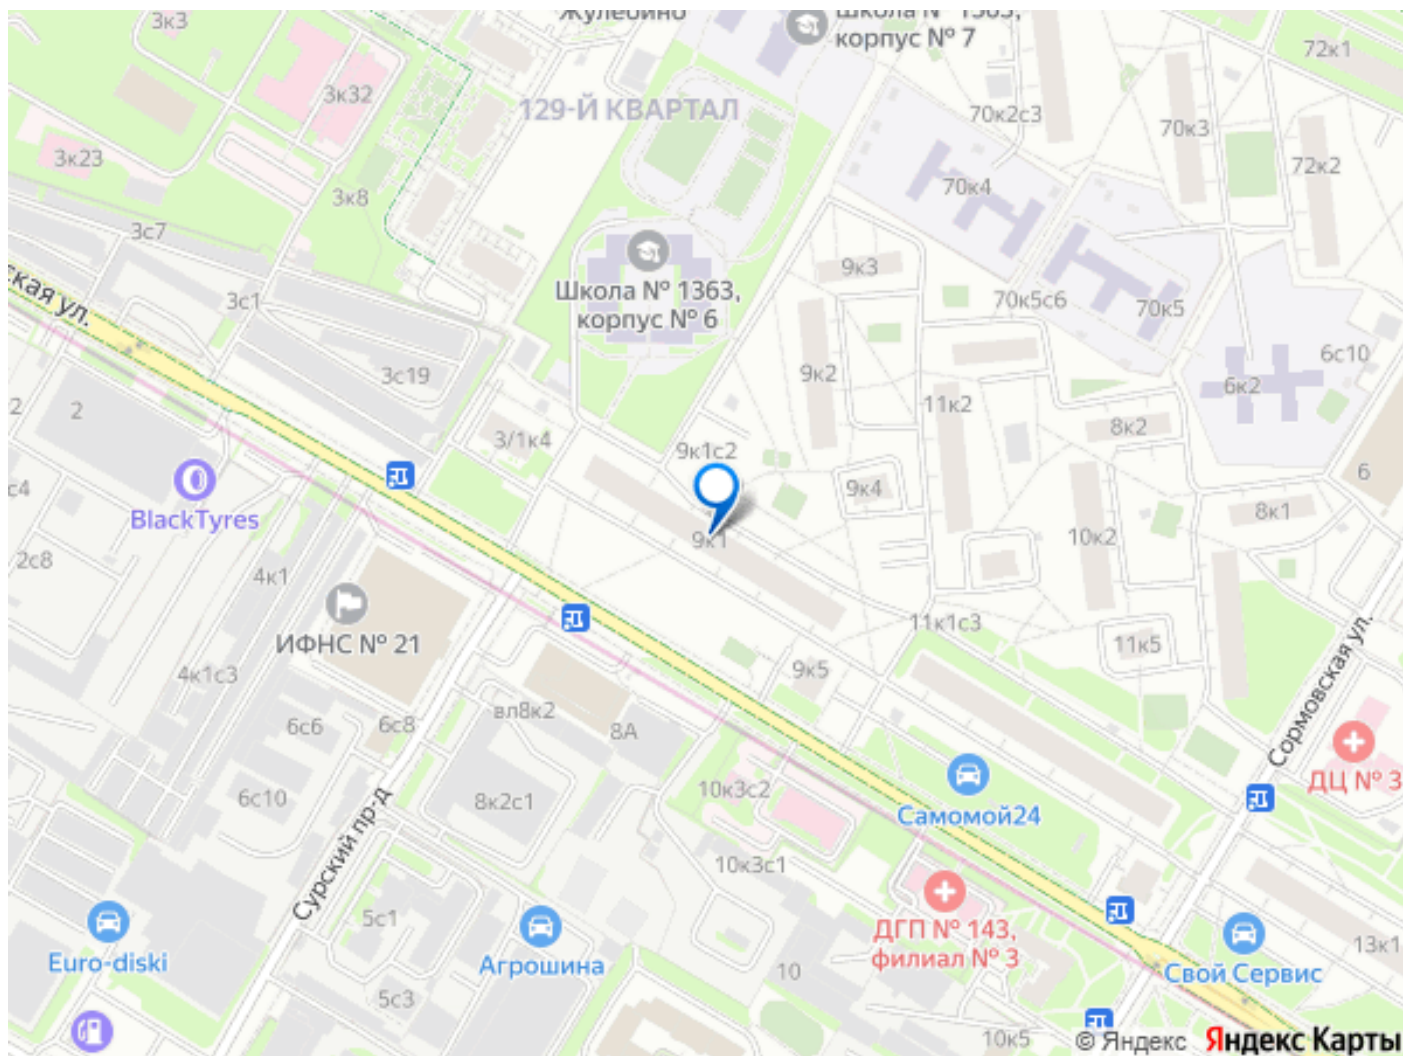 3к3
Жулебино
Школа № 1363,
корпус № 7
72к1
3к32
129-Й КВАРТАЛ
70к2с3
70к3
3к23
72к2
70к4
3к8
3с7
9к3
ская ул.
3с1
Школа № 1363,
корпус № 6
70к5с6
70к5
6с10
3с19
9к2
6к2
2
2
11к2
3/1к4
9к1с2
8к2
6
с4
9к4
BlackTyres
8к1
9к1
10к2
2с8
4к1
11к1с3
ИФНС № 21
11к5
4к1с3
9к5
Сормовская ул.
вл8к2
6с6
6с8
8А
ДЦ № 3
6с10
8к2с1
10к3с2
Самомой24
Сурский пр-д
10к3с1
5с1
ДГП № 143,
филиал № 3
13к1
Euro-diski
Агрошина
10
Свой Сервис
5с3
10к5
© Яндекс Яндекс Карты